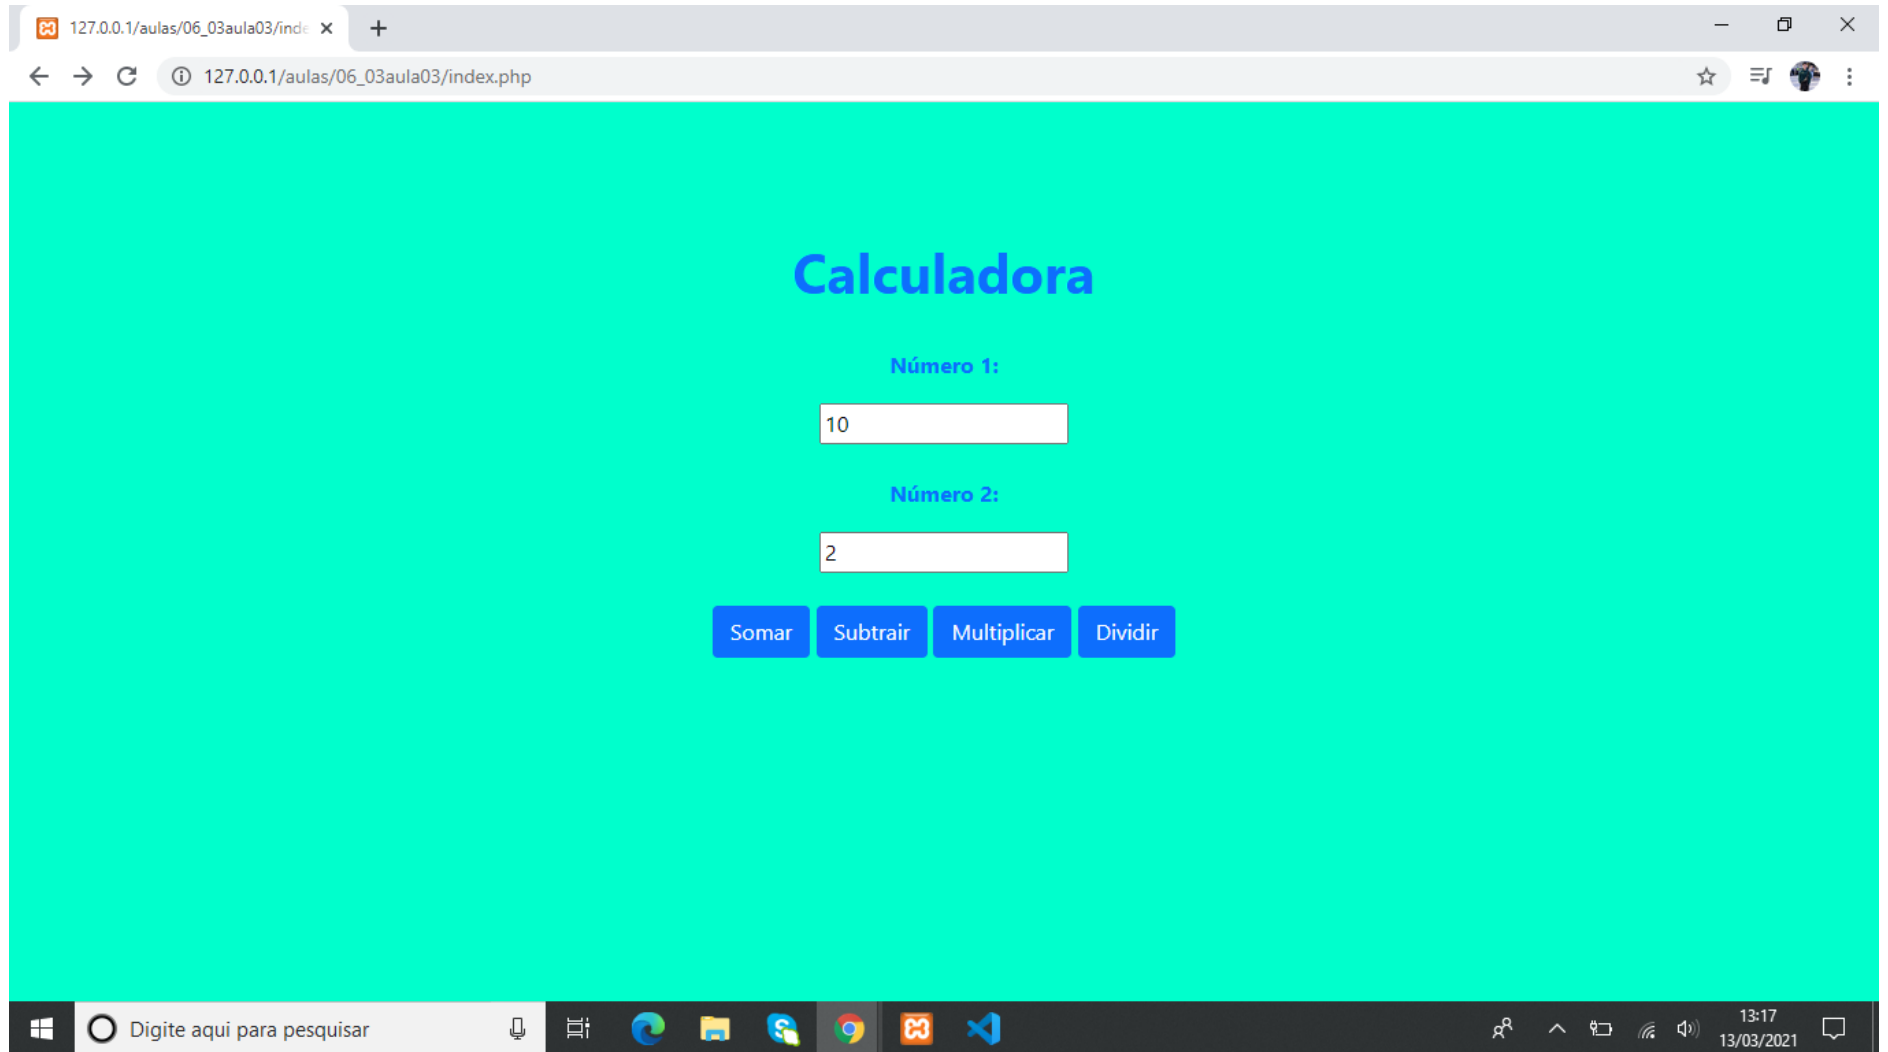 127.0.0.1/aulas/06_03aula03/inde
127.0.0.1/aulas/06_03aula03/index.php
Calculadora
Número 1:
10
Número 2:
2
Somar Subtrair Multiplicar Dividir
Digite aqui para pesquisar
13:17
13/03/2021